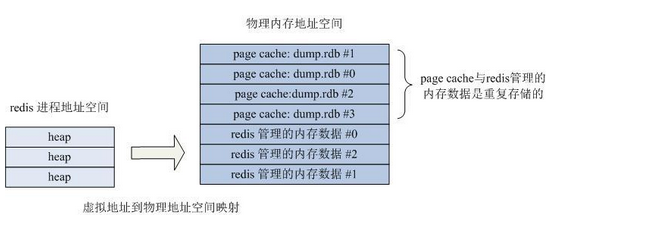 物理内存地址空间
page cache: dump.rdb #1
page cache: dump.rdb #0
page cache:dump.rdb #2
page cache: dump.rdb #3
redis 管理的内存数据 #0
redis 管理的内存数据 #2
redis 管理的内存数据 #1
page cache与redis管理的
内存数据是重复存储的
redis 进程地址空间
heap
heap
heap
虚拟地址到物理地址空间映射